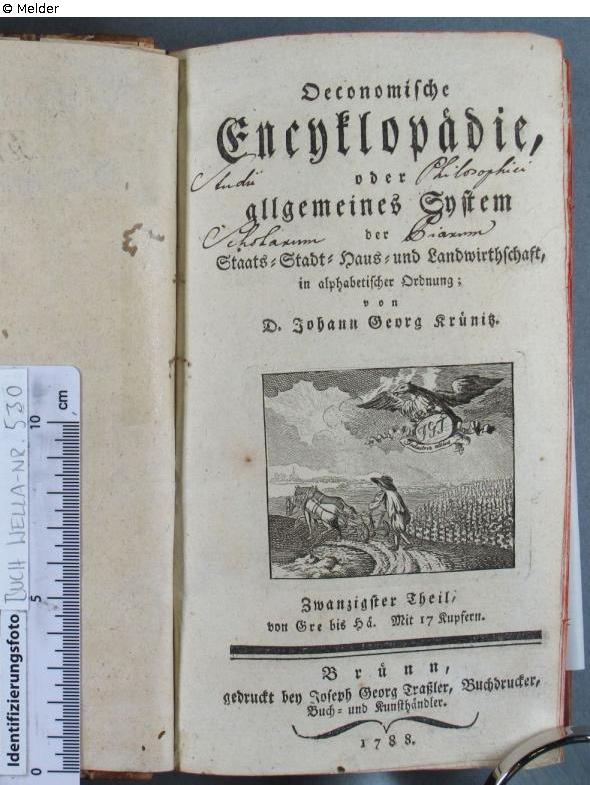 © Melder
Oeconomische
Encyklopädie,
Studii oder Philosophici
allgemeines System
Scholarum der Piarum
Staats-Stadt-Haus-und Landwirthschaft,
in alphabetischer Ordnung;
von
D. Johann Georg Krünitz.
Zwanzigster Theil,
von Gre bis Hä. Mit 17 Kupfern.
Brünn,
gedruckt bey Joseph Georg Traßler, Buchdrucker,
Buch- und Kunsthändler.
1788.
Identifizierungsfoto
BUCH WELLA-NR. 530
0
5
10
cm